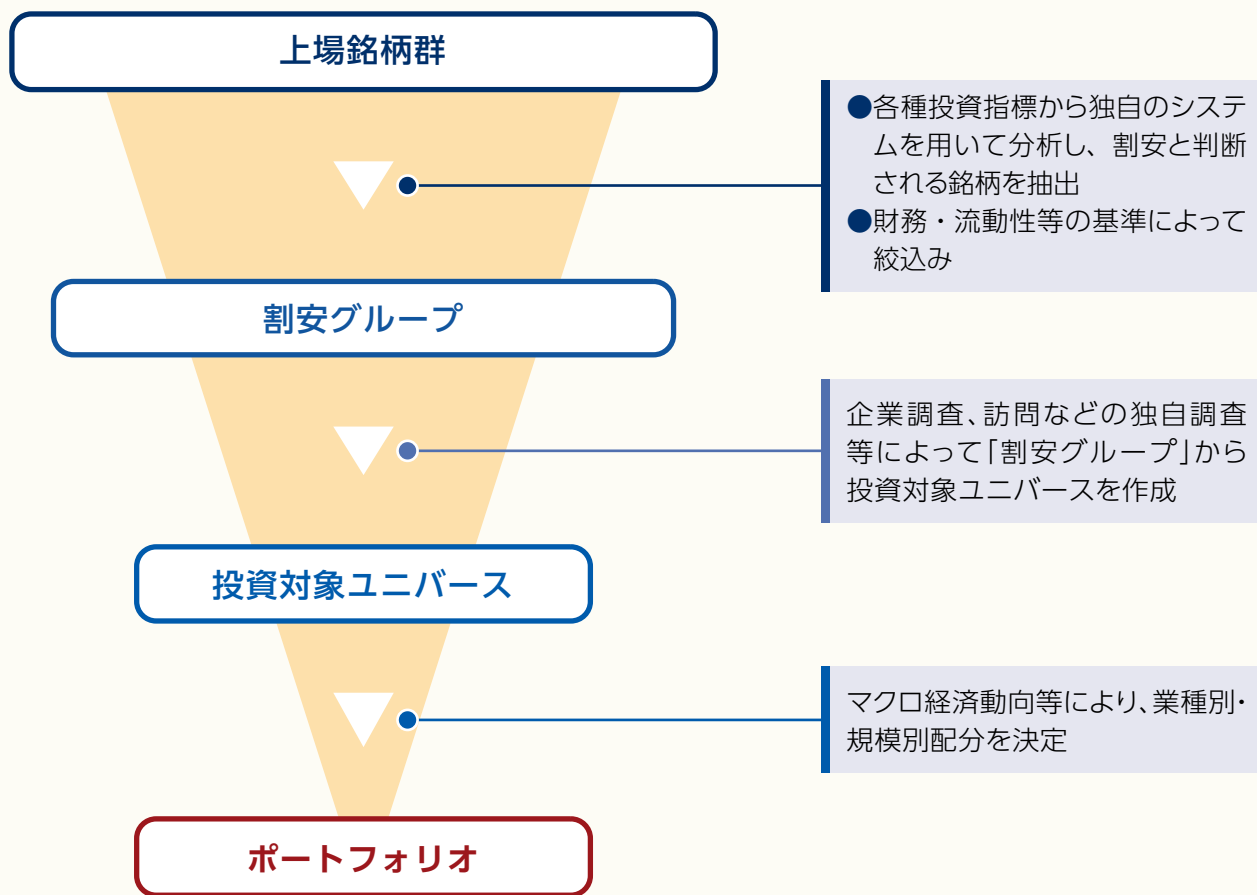 上場銘柄群
●各種投資指標から独自のシステ
ムを用いて分析し、割安と判断
される銘柄を抽出
●財務・流動性等の基準によって
絞込み
割安グループ
企業調査、訪問などの独自調査
等によって「割安グループ」から
投資対象ユニバースを作成
投資対象ユニバース
マクロ経済動向等により、業種別・
規模別配分を決定
ポートフォリオ